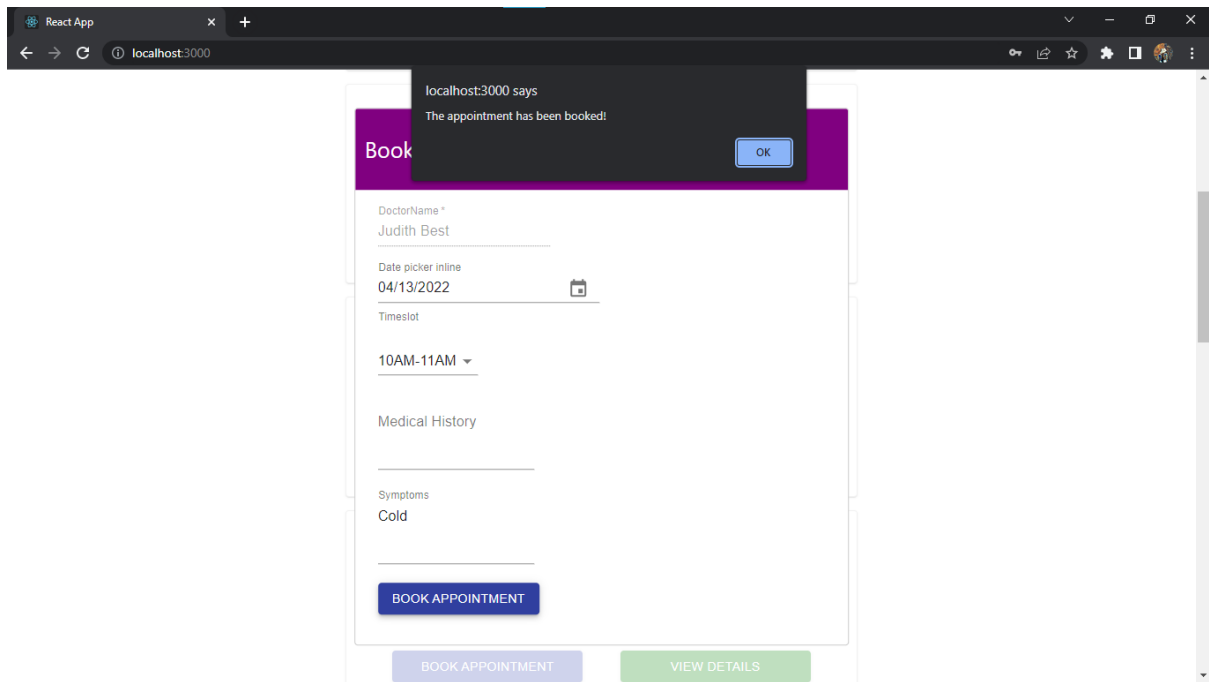 React App
localhost:3000
localhost:3000 says
The appointment has been booked!
OK
Book
DoctorName *
Judith Best
Date picker inline
04/13/2022
Timeslot
10AM-11AM
Medical History
Symptoms
Cold
BOOK APPOINTMENT
BOOK APPOINTMENT VIEW DETAILS